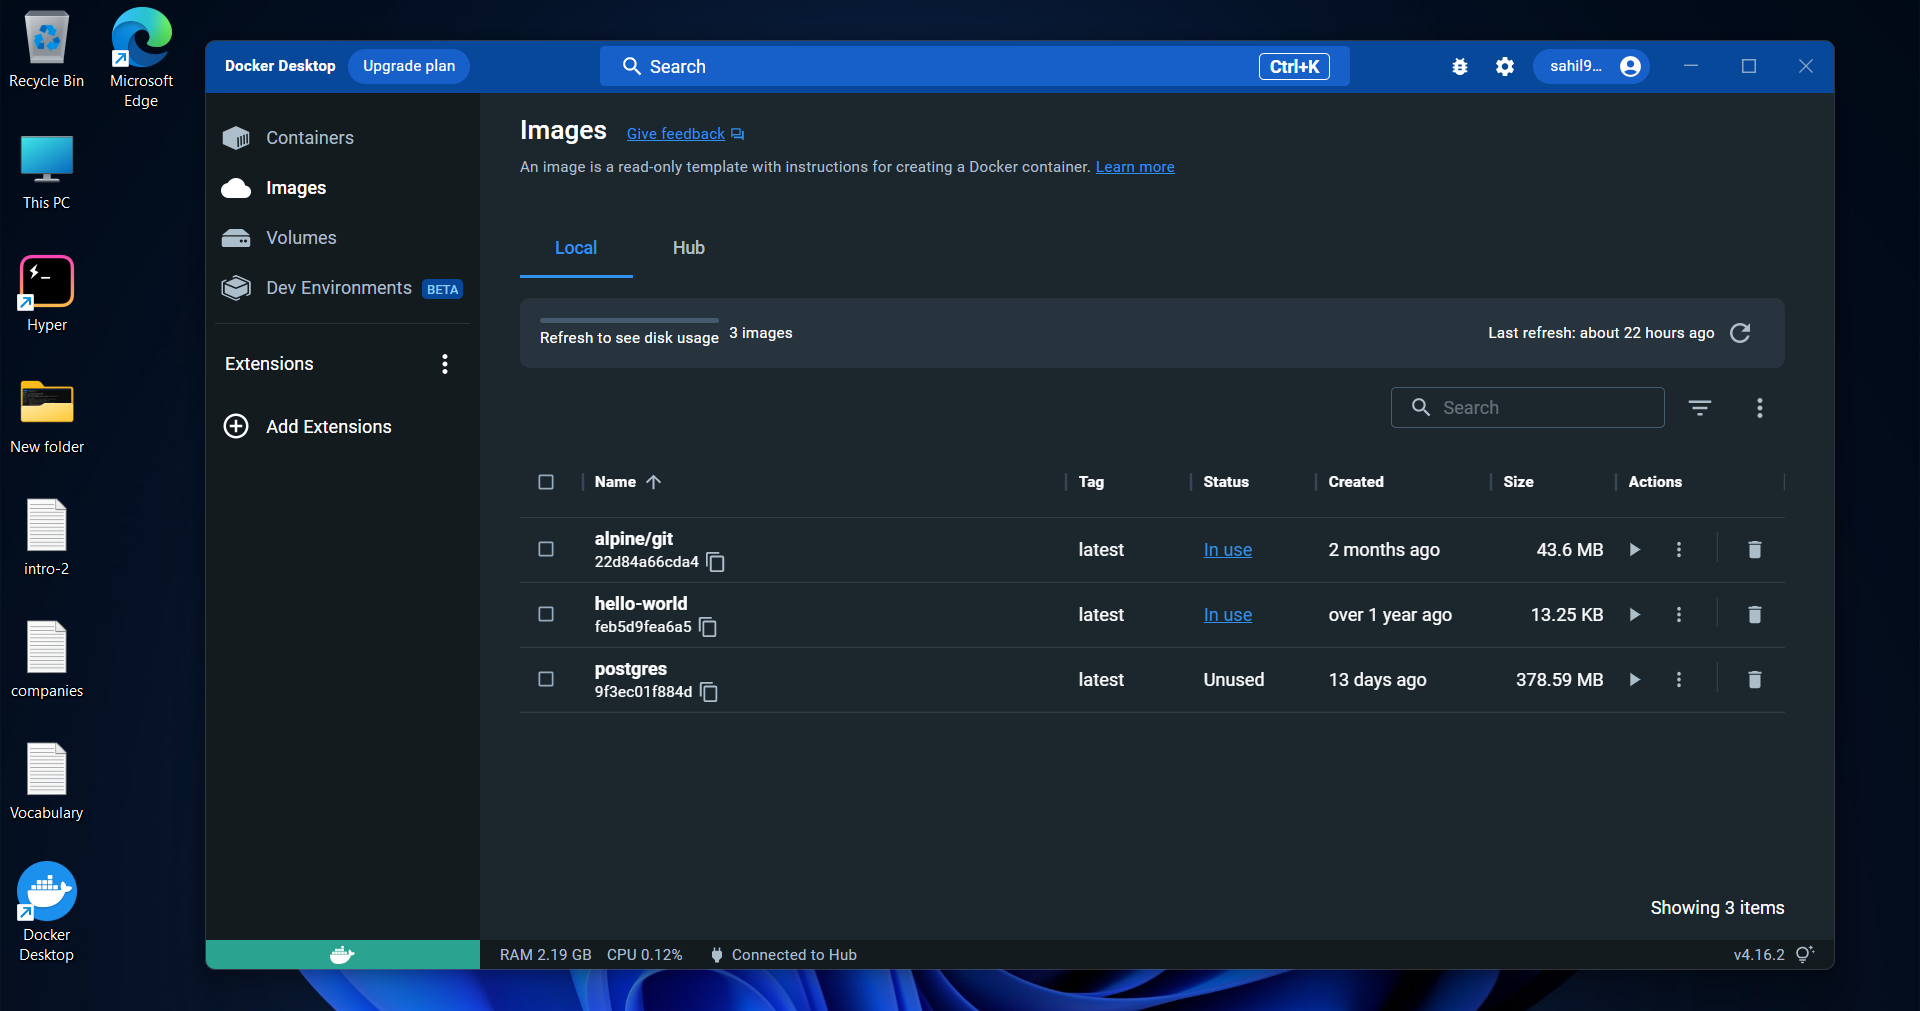 Recycle Bin
Microsoft
Edge
This PC
Hyper
New folder
intro-2
companies
Vocabulary
Docker
Desktop
Docker Desktop
Upgrade plan
Search
Ctrl+K
sahil9...
Containers
Images
Volumes
Dev Environments BETA
Extensions
Add Extensions
Images
Give feedback
An image is a read-only template with instructions for creating a Docker container. Learn more
Local
Hub
Refresh to see disk usage
3 images
Last refresh: about 22 hours ago
Search
Name Tag Status Created Size Actions
alpine/git
22d84a66cda4
latest In use 2 months ago 43.6 MB
hello-world
feb5d9fea6a5
latest In use over 1 year ago 13.25 KB
postgres
9f3ec01f884d
latest Unused 13 days ago 378.59 MB
Showing 3 items
RAM 2.19 GB CPU 0.12% Connected to Hub
v4.16.2